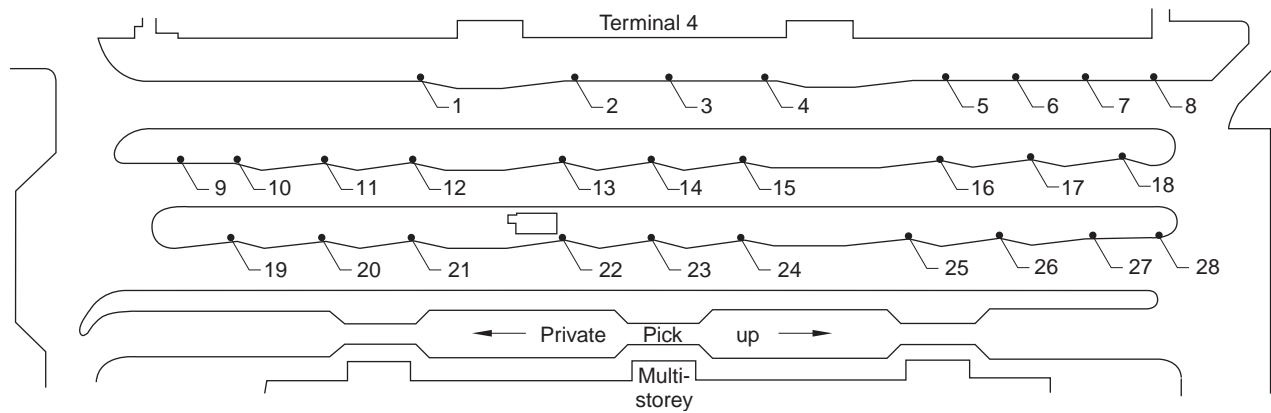 Terminal 4
1 2 3 4 5 6 7 8
9 10 11 12 13 14 15 16 17 18
19 20 21 22 23 24 25 26 27 28
Private Pick up
Multi-
storey